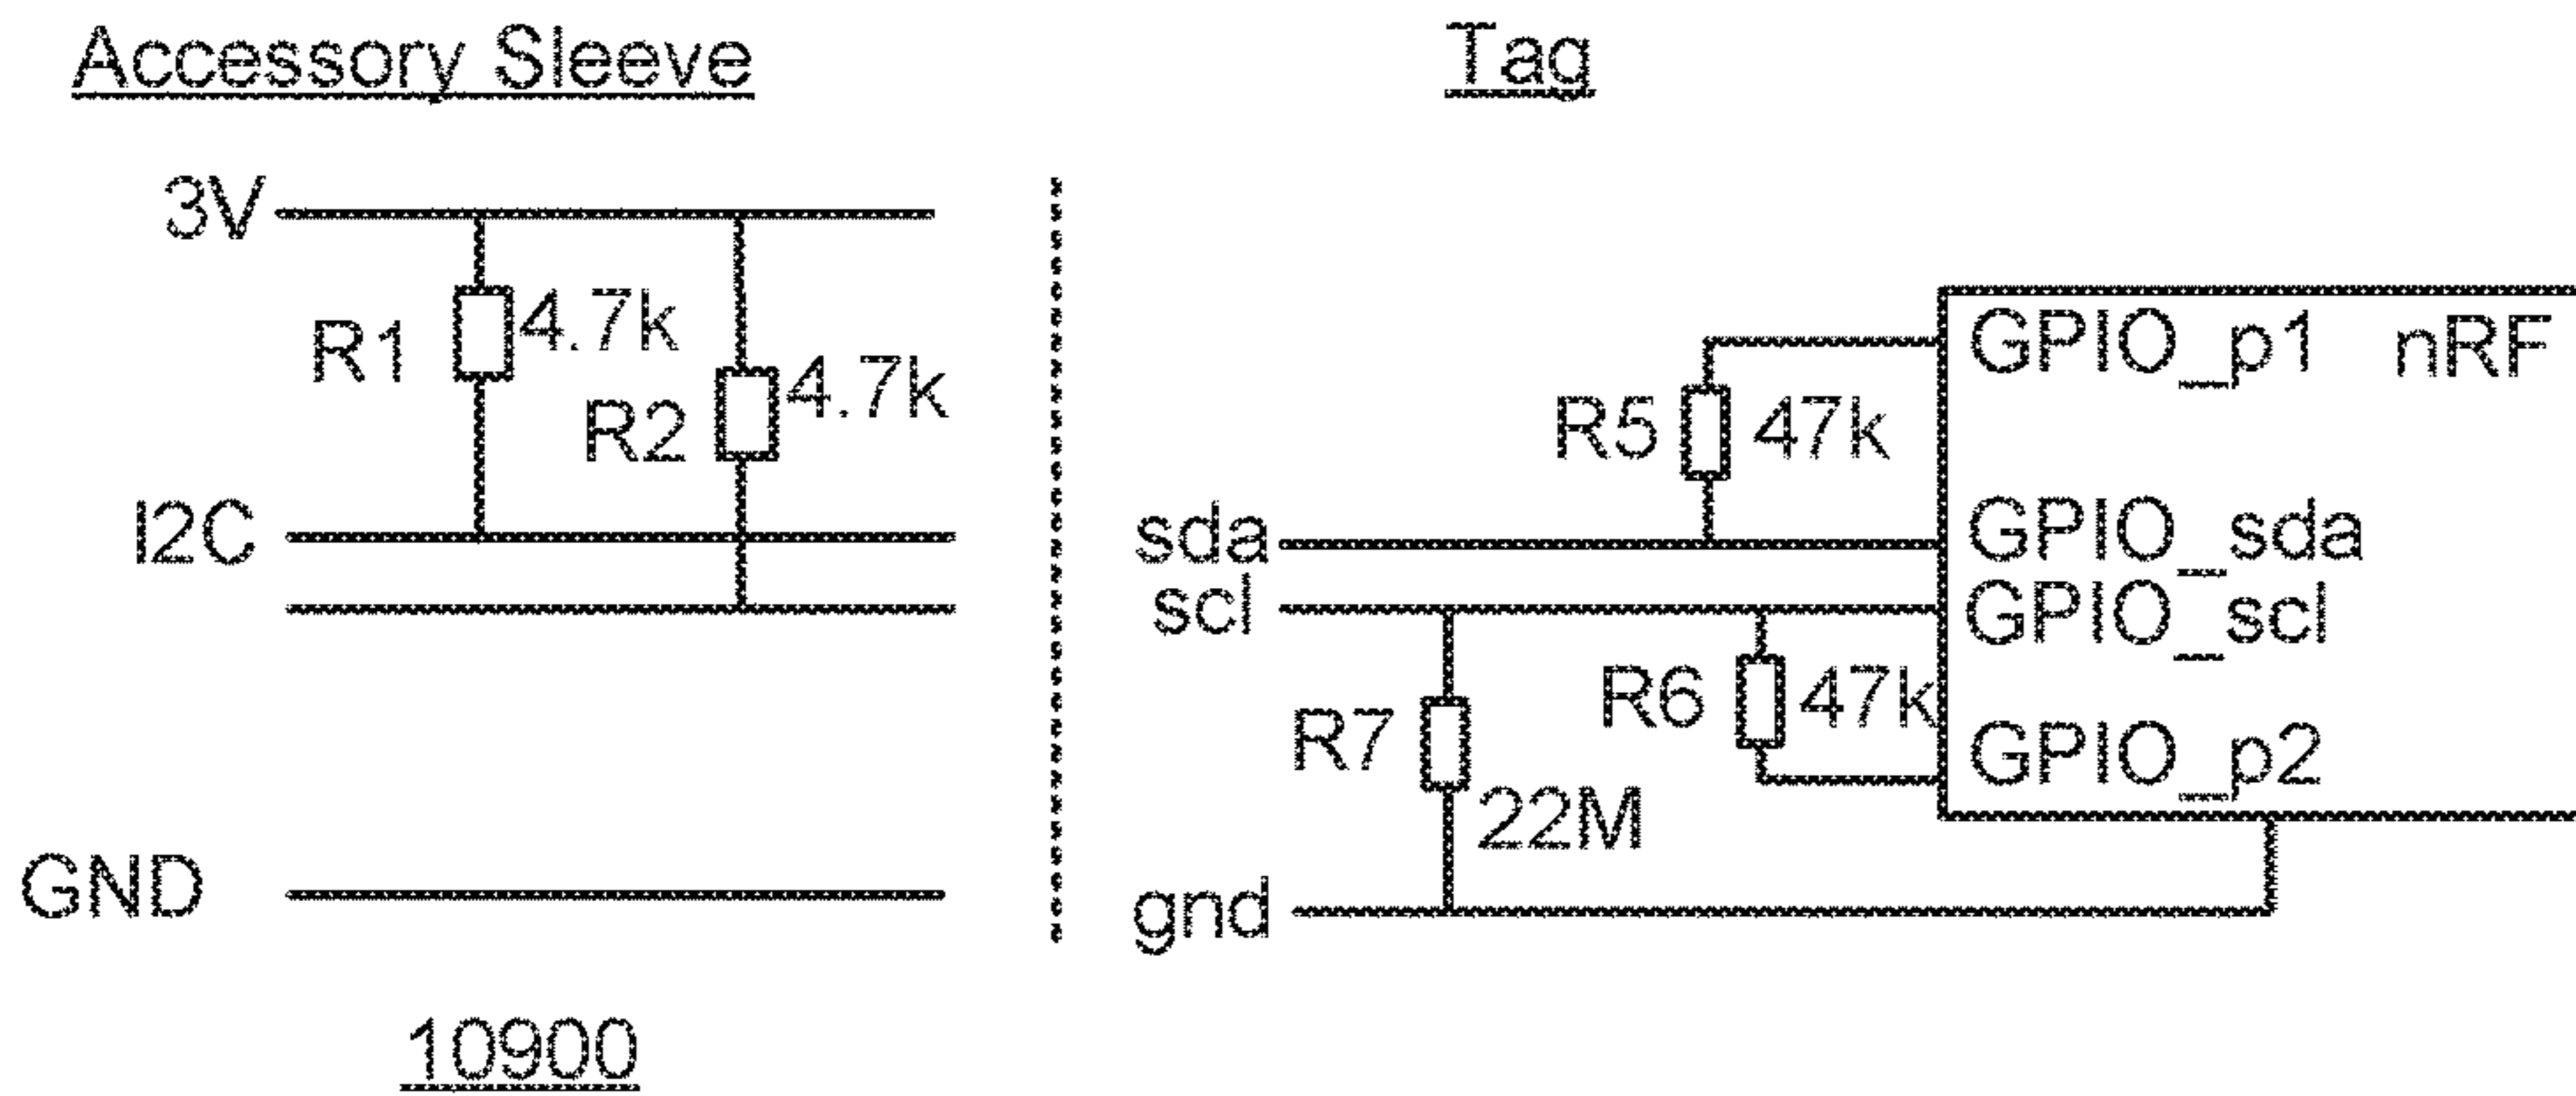 Accessory Sleeve
Tag
3V
R1
4.7k
R2
4.7k
I2C
GND
R5
47k
sda
scl
R7
22M
R6
47k
gnd
GPIO_p1
nRF
GPIO_sda
GPIO_scl
GPIO_p2
10900